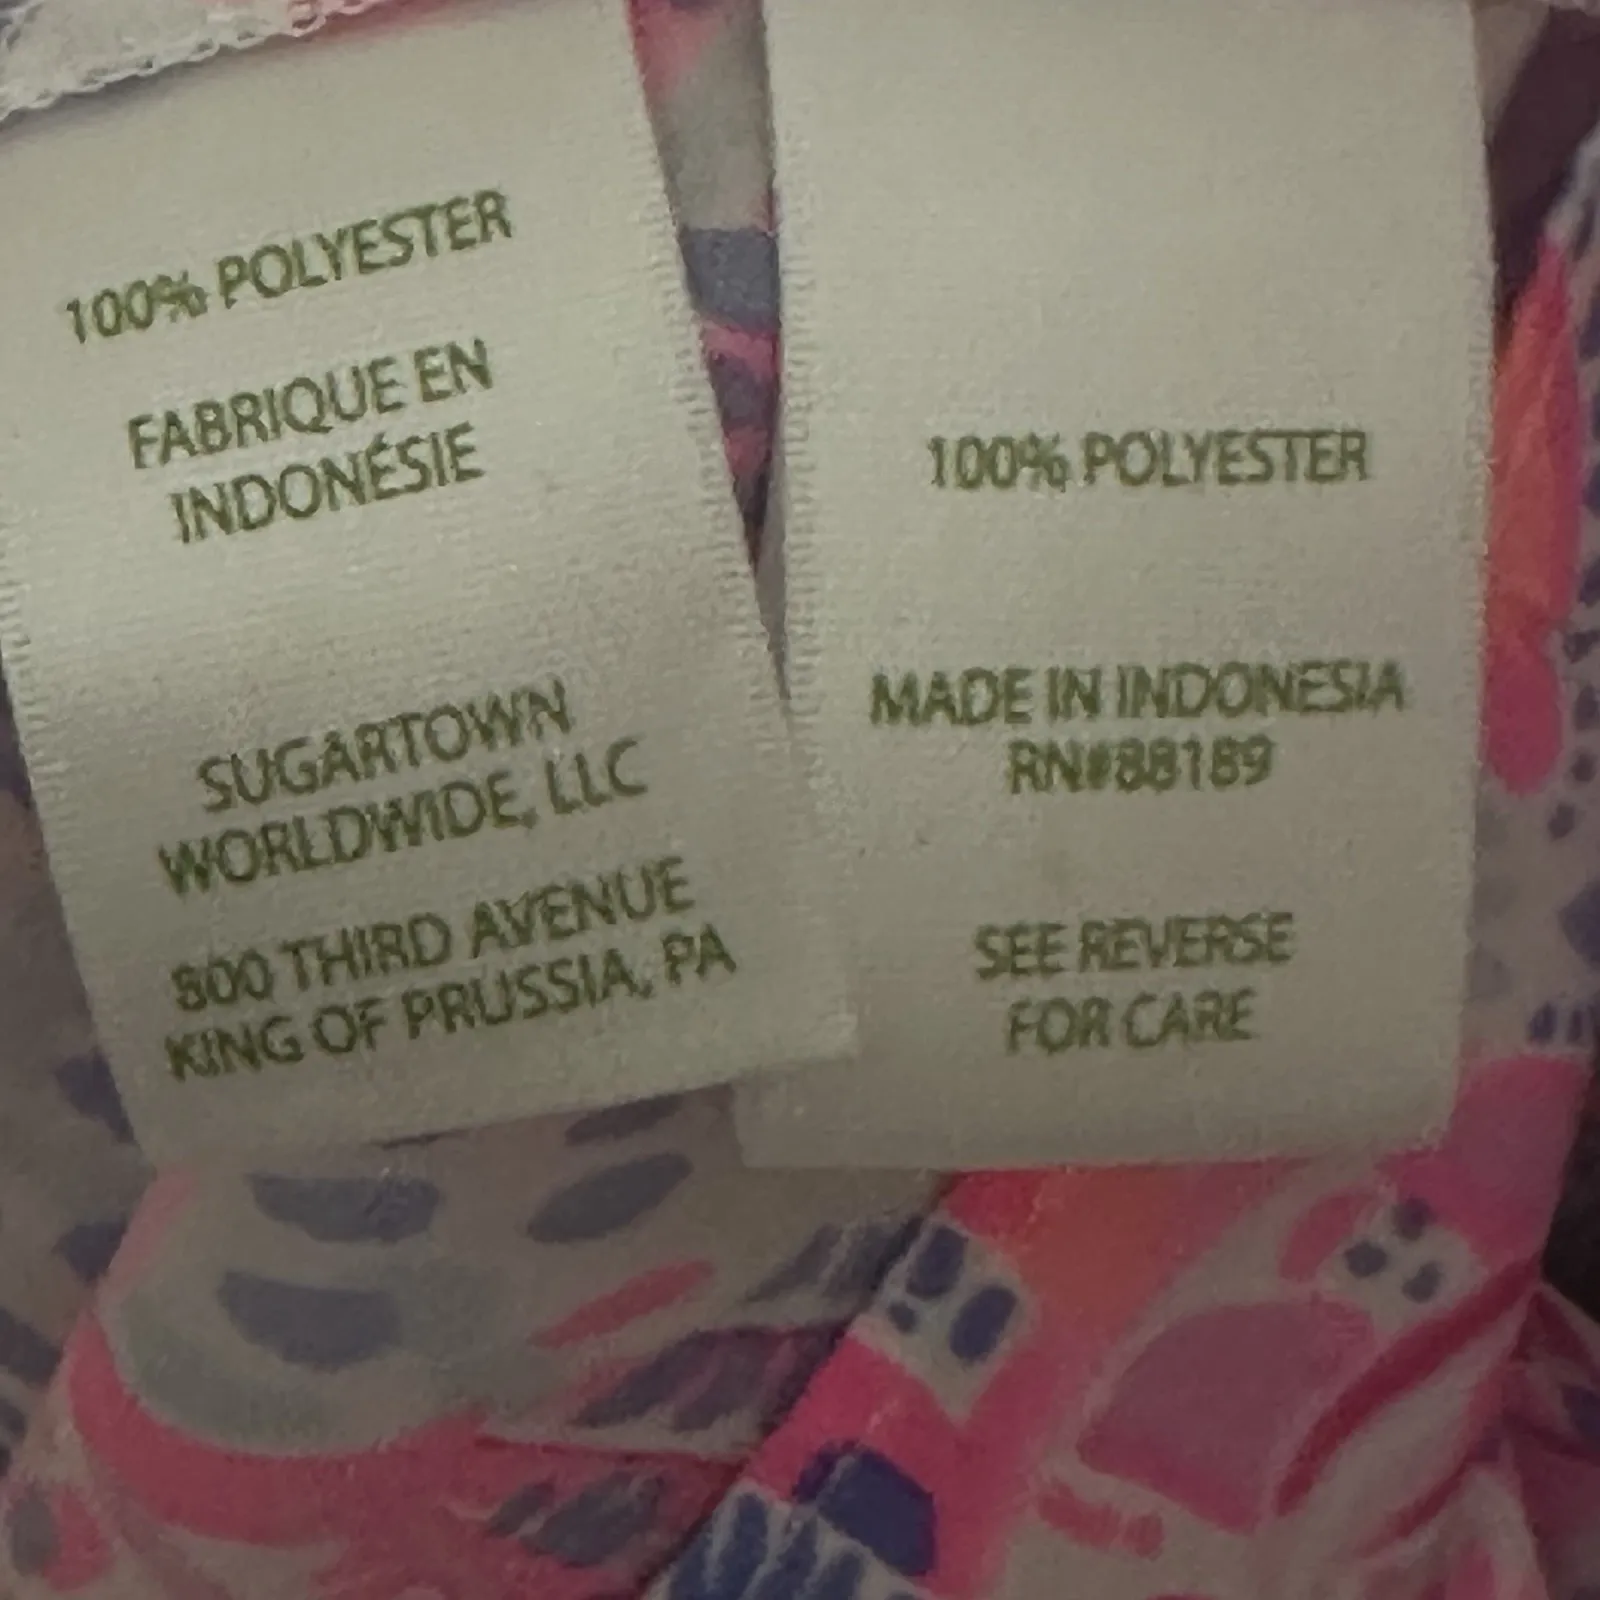 100% POLYESTER
FABRIQUE EN
INDONÉSIE
SUGARTOWN
WORLDWIDE, LLC
800 THIRD AVENUE
KING OF PRUSSIA, PA
100% POLYESTER
MADE IN INDONESIA
RN#88189
SEE REVERSE
FOR CARE